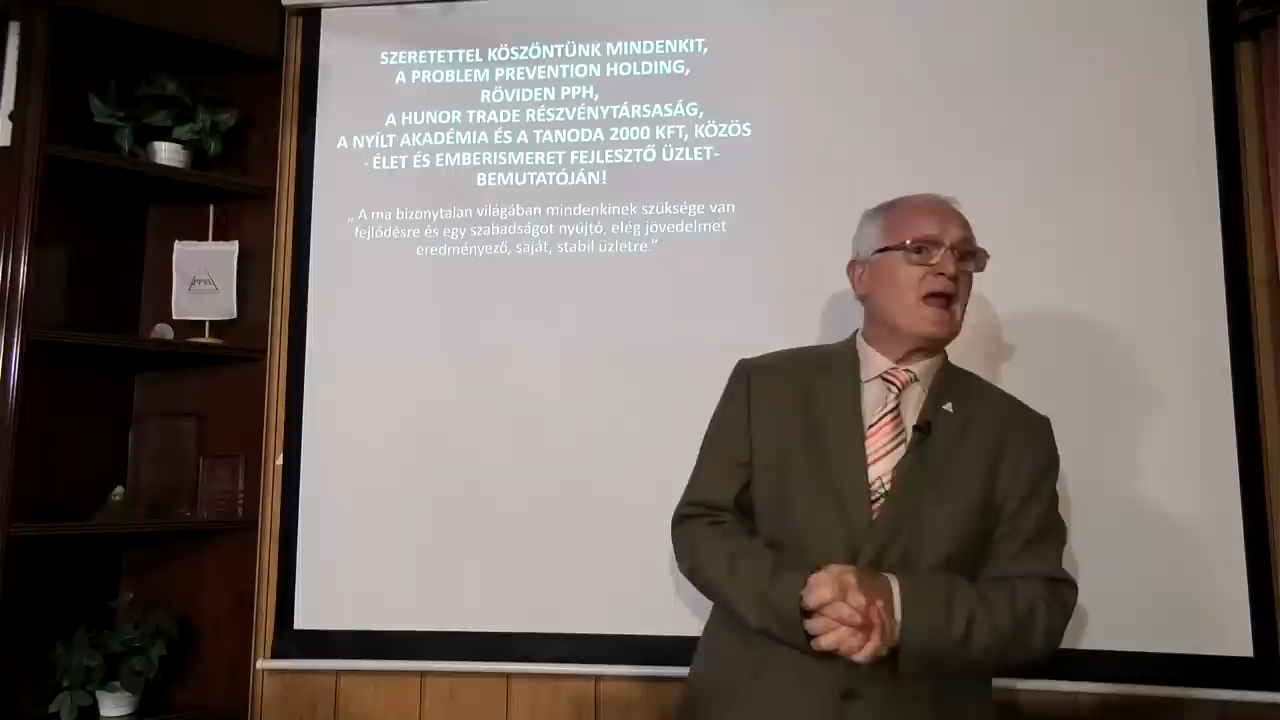 SZERETETTEL KÖSZÖNTÜNK MINDENKIT,
A PROBLEM PREVENTION HOLDING,
RÖVIDEN PPH,
A HUNOR TRADE RÉSZVÉNYTÁRSASÁG,
A NYÍLT AKADÉMIA ÉS A TANODA 2000 KFT, KÖZÖS
- ÉLET ÉS EMBERISMERET FEJLESZTŐ ÜZLET-
BEMUTATÓJÁN!
„ A ma bizonytalan világában mindenkinek szüksége van
fejlődésre és egy szabadságot nyújtó, elég jövedelmet
eredményező, saját, stabil üzletre.”